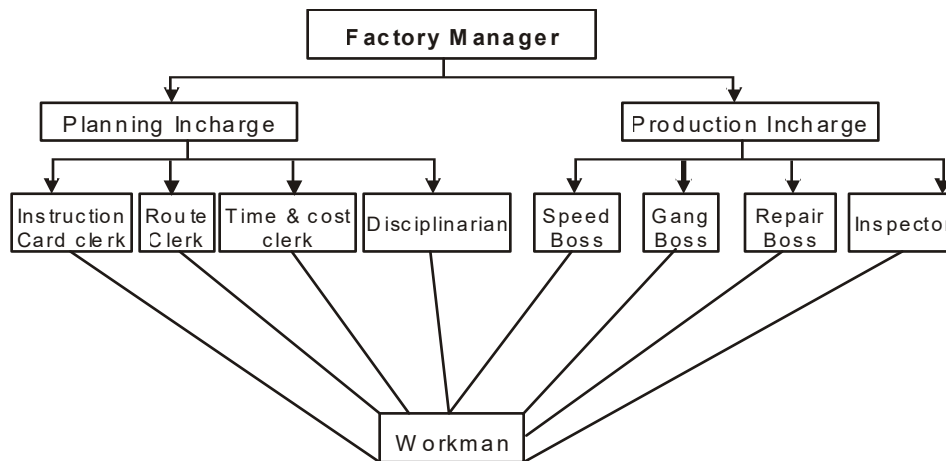 Factory Manager
Planning Incharge
Production Incharge
Instruction
Card clerk
Route
Clerk
Time & cost
clerk
Disciplinarian
Speed
Boss
Gang
Boss
Repair
Boss
Inspector
Workman